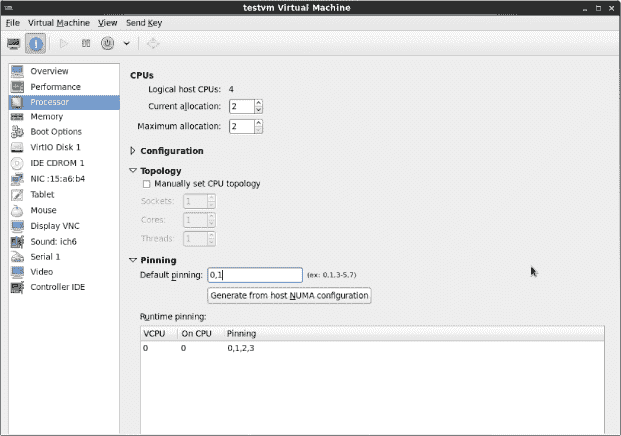 testvm Virtual Machine
File Virtual Machine View Send Key
Overview
Performance
Processor
Memory
Boot Options
VirtIO Disk 1
IDE CDROM 1
NIC :15:a6:b4
Tablet
Mouse
Display VNC
Sound: ich6
Serial 1
Video
Controller IDE
CPUs
Logical host CPUs: 4
Current allocation: 2
Maximum allocation: 2
Configuration
Topology
Manually set CPU topology
Sockets: 1
Cores: 1
Threads: 1
Pinning
Default pinning: 0,1 (ex: 0,1,3-5,7)
Generate from host NUMA configuration
Runtime pinning:
VCPU On CPU Pinning
0 0 0,1,2,3